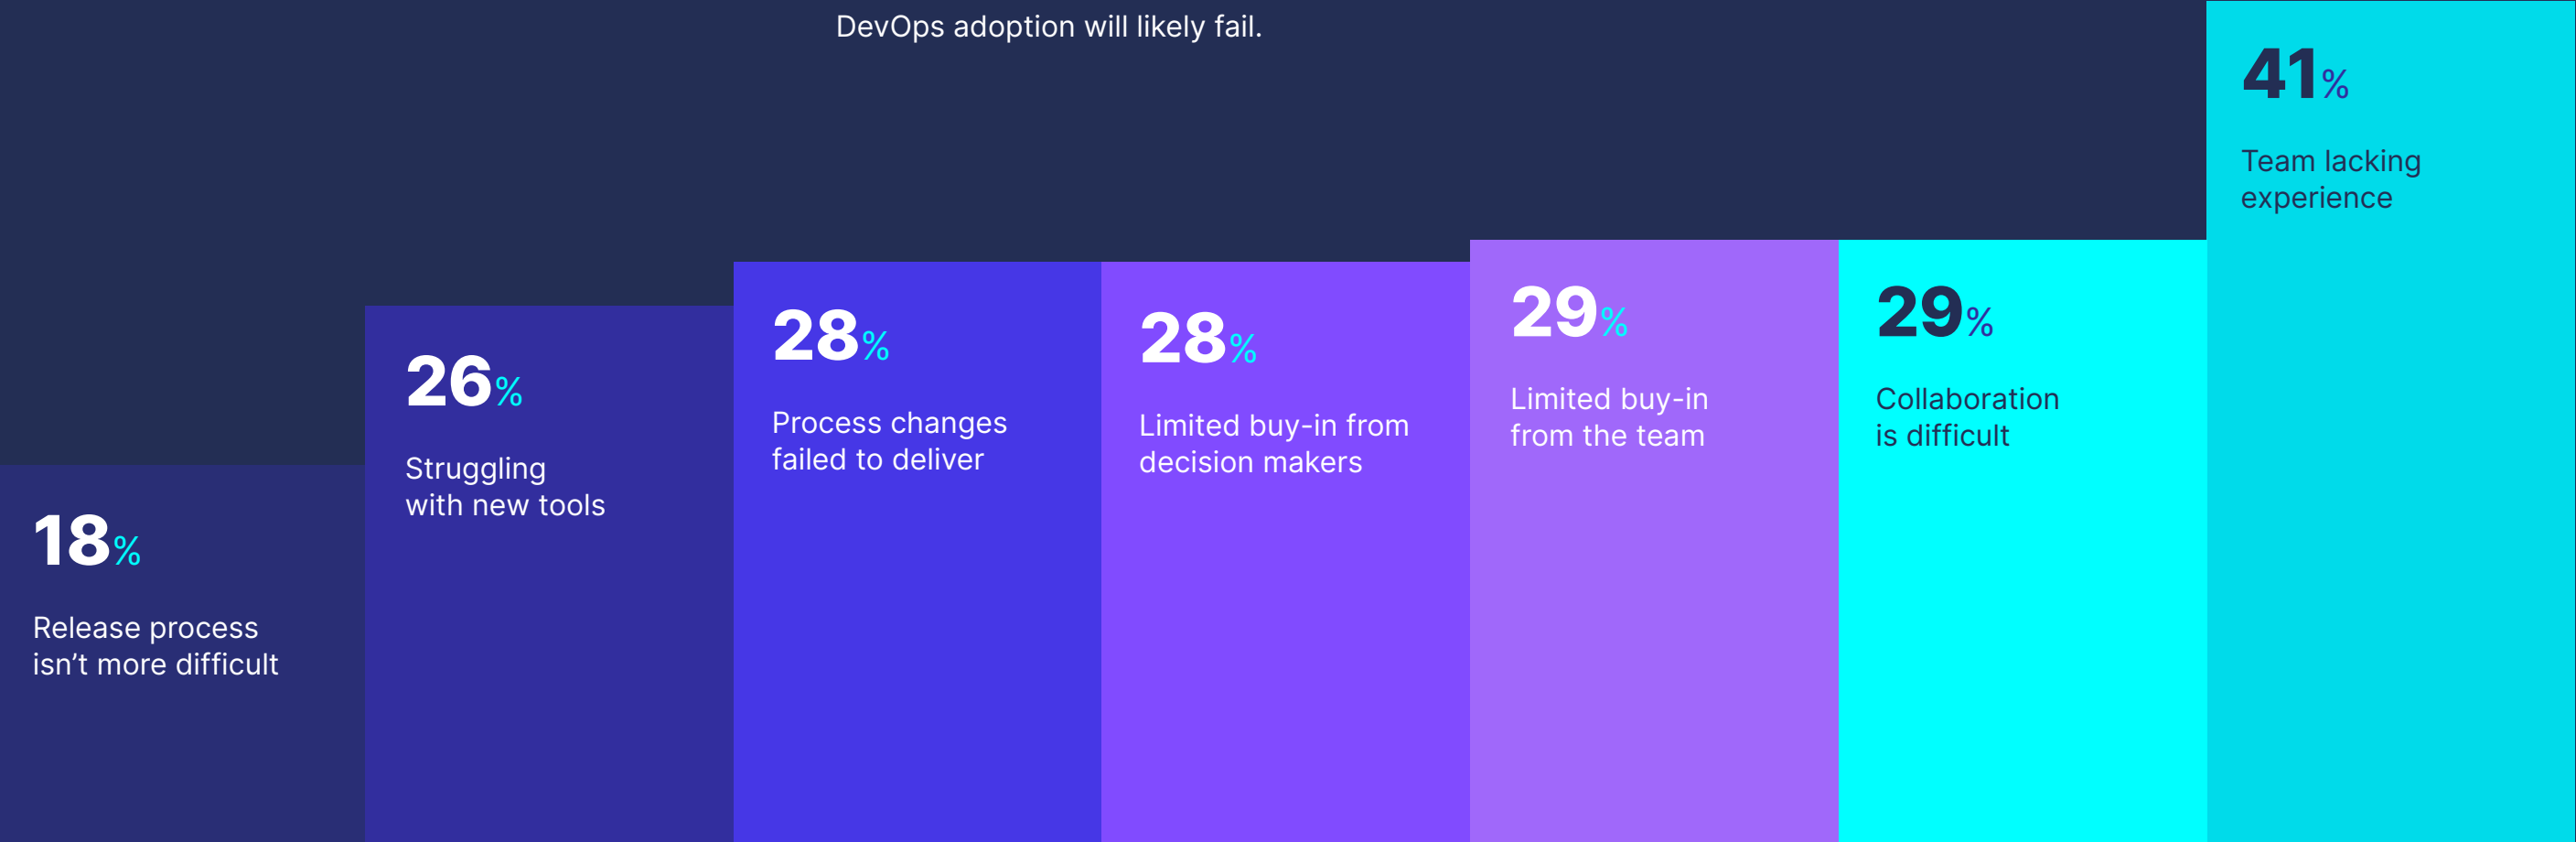 DevOps adoption will likely fail.
18%
Release process
isn’t more difficult
26%
Struggling
with new tools
28%
Process changes
failed to deliver
28%
Limited buy-in from
decision makers
29%
Limited buy-in
from the team
29%
Collaboration
is difficult
41%
Team lacking
experience